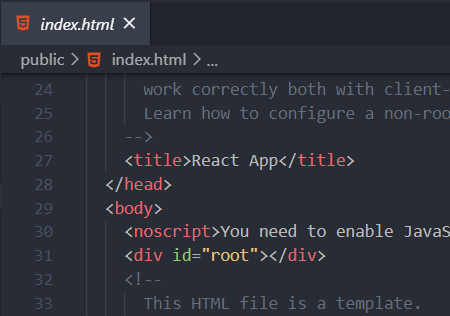 index.html
public > index.html > ...
24 work correctly both with client-
25 Learn how to configure a non-roo
26 -->
27 <title>React App</title>
28 </head>
29 <body>
30 <noscript>You need to enable JavaS
31 <div id="root"></div>
32 <!--
33 This HTML file is a template.